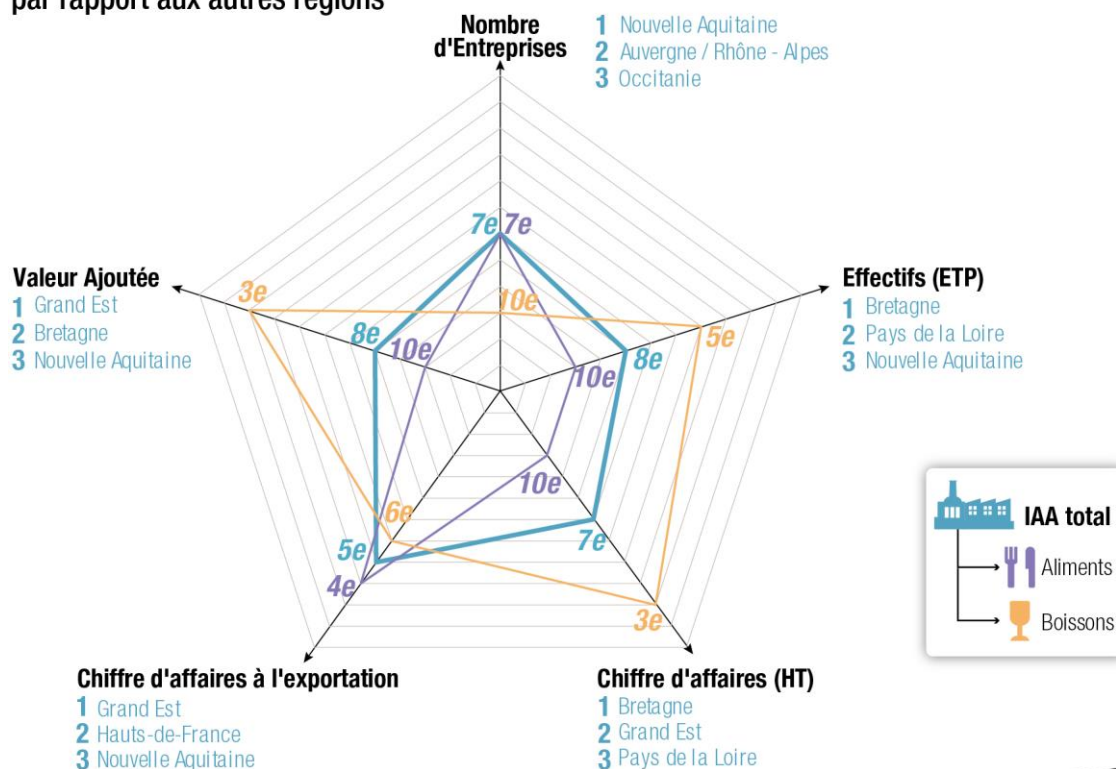 par rapport aux autres régions
Nombre
d'Entreprises
1 Nouvelle Aquitaine
2 Auvergne / Rhône - Alpes
3 Occitanie
7e 7e
Valeur Ajoutée
1 Grand Est
2 Bretagne
3 Nouvelle Aquitaine
3e
10e
Effectifs (ETP)
1 Bretagne
2 Pays de la Loire
3 Nouvelle Aquitaine
5e
8e
10e
10e
8e
10e
6e
7e
5e
4e
3e
IAA total
Aliments
Boissons
Chiffre d'affaires à l'exportation
1 Grand Est
2 Hauts-de-France
3 Nouvelle Aquitaine
Chiffre d'affaires (HT)
1 Bretagne
2 Grand Est
3 Pays de la Loire